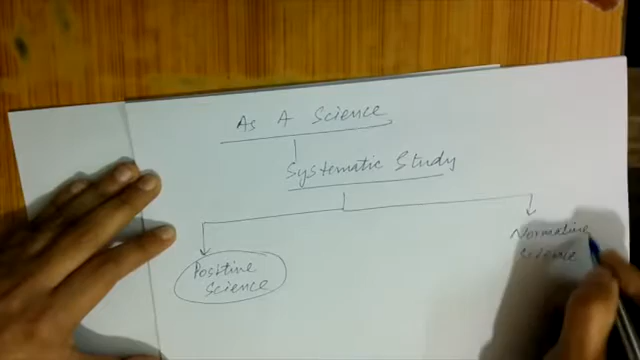 As A Science
Systematic Study
Positive
Science
Normative
Science